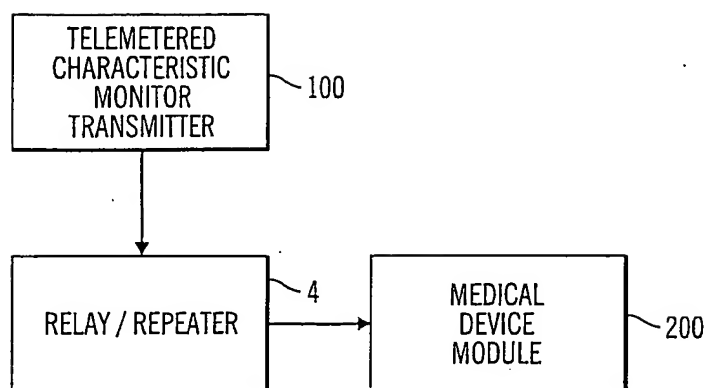 TELEMETERED
CHARACTERISTIC
MONITOR
TRANSMITTER
100
RELAY / REPEATER
4
MEDICAL
DEVICE
MODULE
200